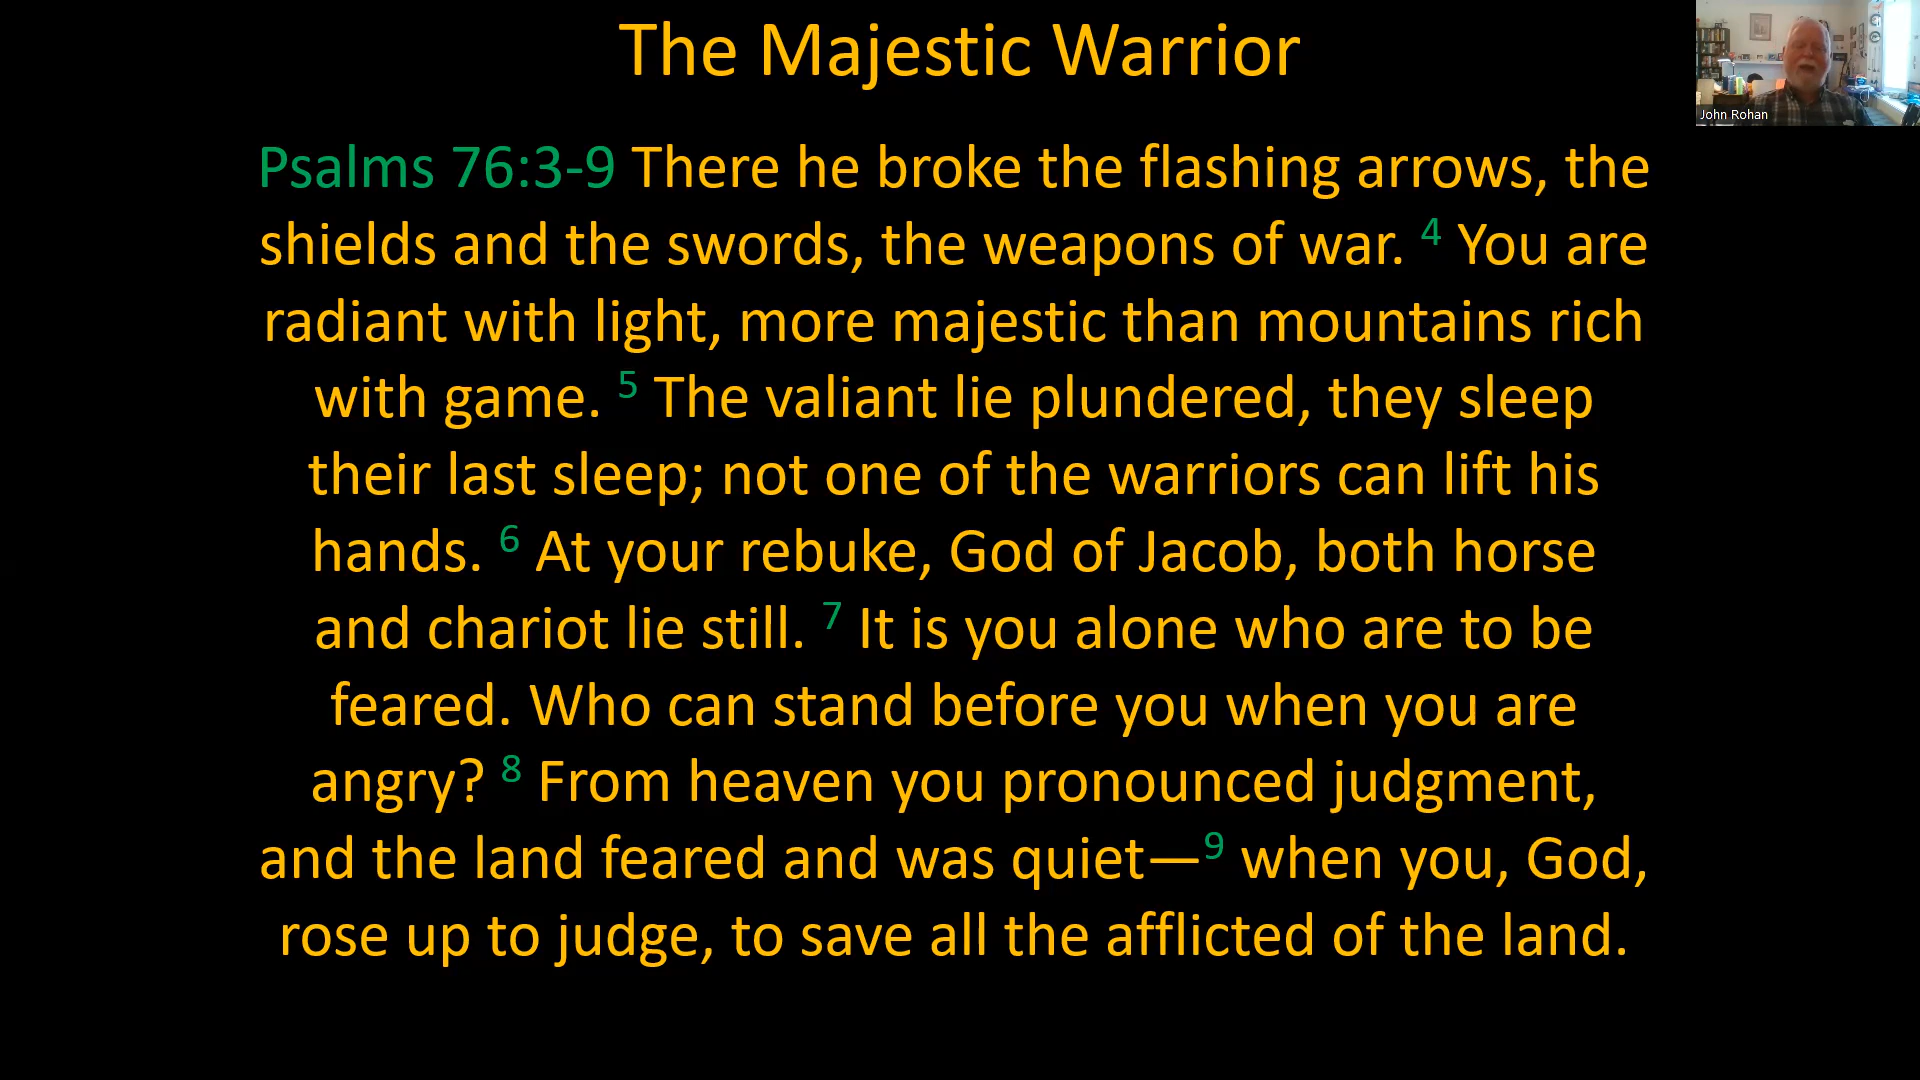 The Majestic Warrior
John Rohan
Psalms 76:3-9 There he broke the flashing arrows, the
shields and the swords, the weapons of war. 4 You are
radiant with light, more majestic than mountains rich
with game. 5 The valiant lie plundered, they sleep
their last sleep; not one of the warriors can lift his
hands. 6 At your rebuke, God of Jacob, both horse
and chariot lie still. 7 It is you alone who are to be
feared. Who can stand before you when you are
angry? 8 From heaven you pronounced judgment,
and the land feared and was quiet—9 when you, God,
rose up to judge, to save all the afflicted of the land.